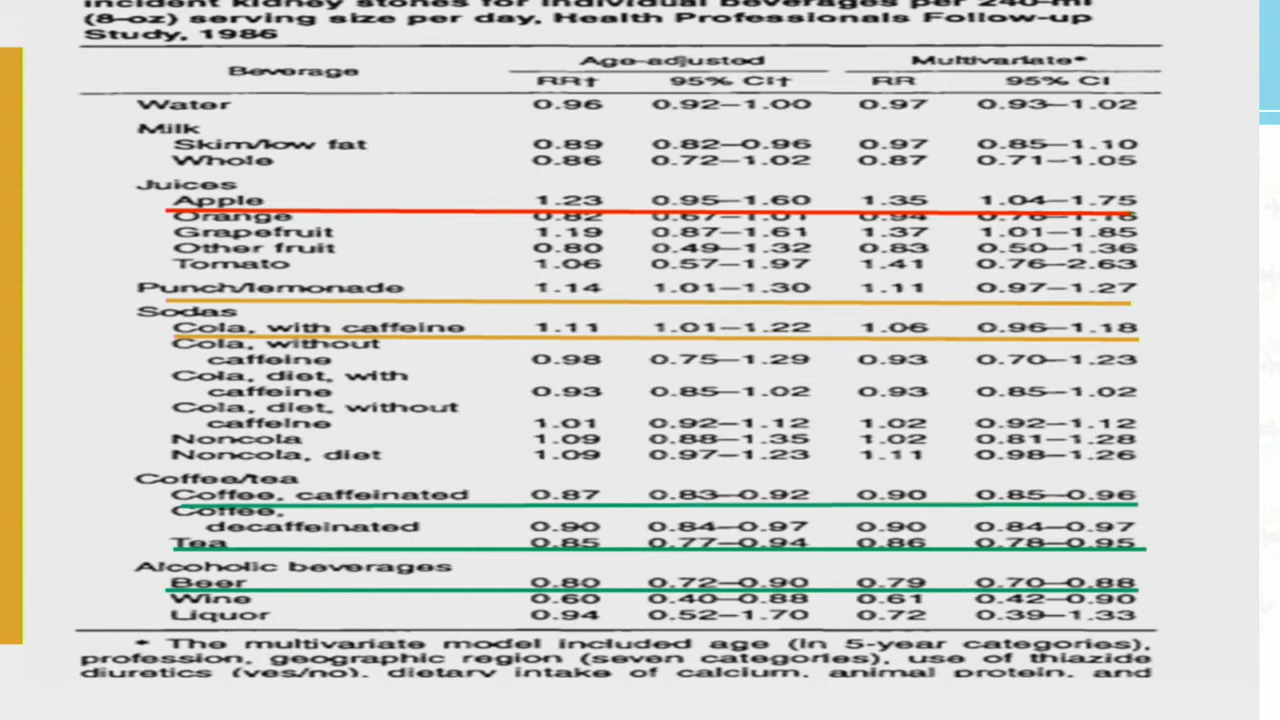 incident kidney stones for individual beverages per 240-ml
(8-oz) serving size per day, Health Professionals Follow-up
Study, 1986
Beverage Age-adjusted Multivariate*
RR† 95% CI† RR 95% CI
Water 0.96 0.92–1.00 0.97 0.93–1.02
Milk
Skim/low fat 0.89 0.82–0.96 0.97 0.85–1.10
Whole 0.86 0.72–1.02 0.87 0.71–1.05
Juices
Apple 1.23 0.95–1.60 1.35 1.04–1.75
Orange 0.82 0.67–1.01 0.94
Grapefruit 1.19 0.87–1.61 1.37 1.01–1.85
Other fruit 0.80 0.49–1.32 0.83 0.50–1.36
Tomato 1.06 0.57–1.97 1.41 0.76–2.63
Punch/lemonade 1.14 1.01–1.30 1.11 0.97–1.27
Sodas
Cola, with caffeine 1.11 1.01–1.22 1.06 0.96–1.18
Cola, without
caffeine 0.98 0.75–1.29 0.93 0.70–1.23
Cola, diet, with
caffeine 0.93 0.85–1.02 0.93 0.85–1.02
Cola, diet, without
caffeine 1.01 0.92–1.12 1.02 0.92–1.12
Noncola 1.09 0.88–1.35 1.02 0.81–1.28
Noncola, diet 1.09 0.97–1.23 1.11 0.98–1.26
Coffee/tea
Coffee, caffeinated 0.87 0.83–0.92 0.90 0.85–0.96
Coffee,
decaffeinated 0.90 0.84–0.97 0.90 0.84–0.97
Tea 0.85 0.77–0.94 0.86 0.78–0.95
Alcoholic beverages
Beer 0.80 0.72–0.90 0.79 0.70–0.88
Wine 0.60 0.40–0.88 0.61 0.42–0.90
Liquor 0.94 0.52–1.70 0.72 0.39–1.33
* The multivariate model included age (in 5-year categories),
profession, geographic region (seven categories), use of thiazide
diuretics (yes/no), dietary intake of calcium, animal protein, and